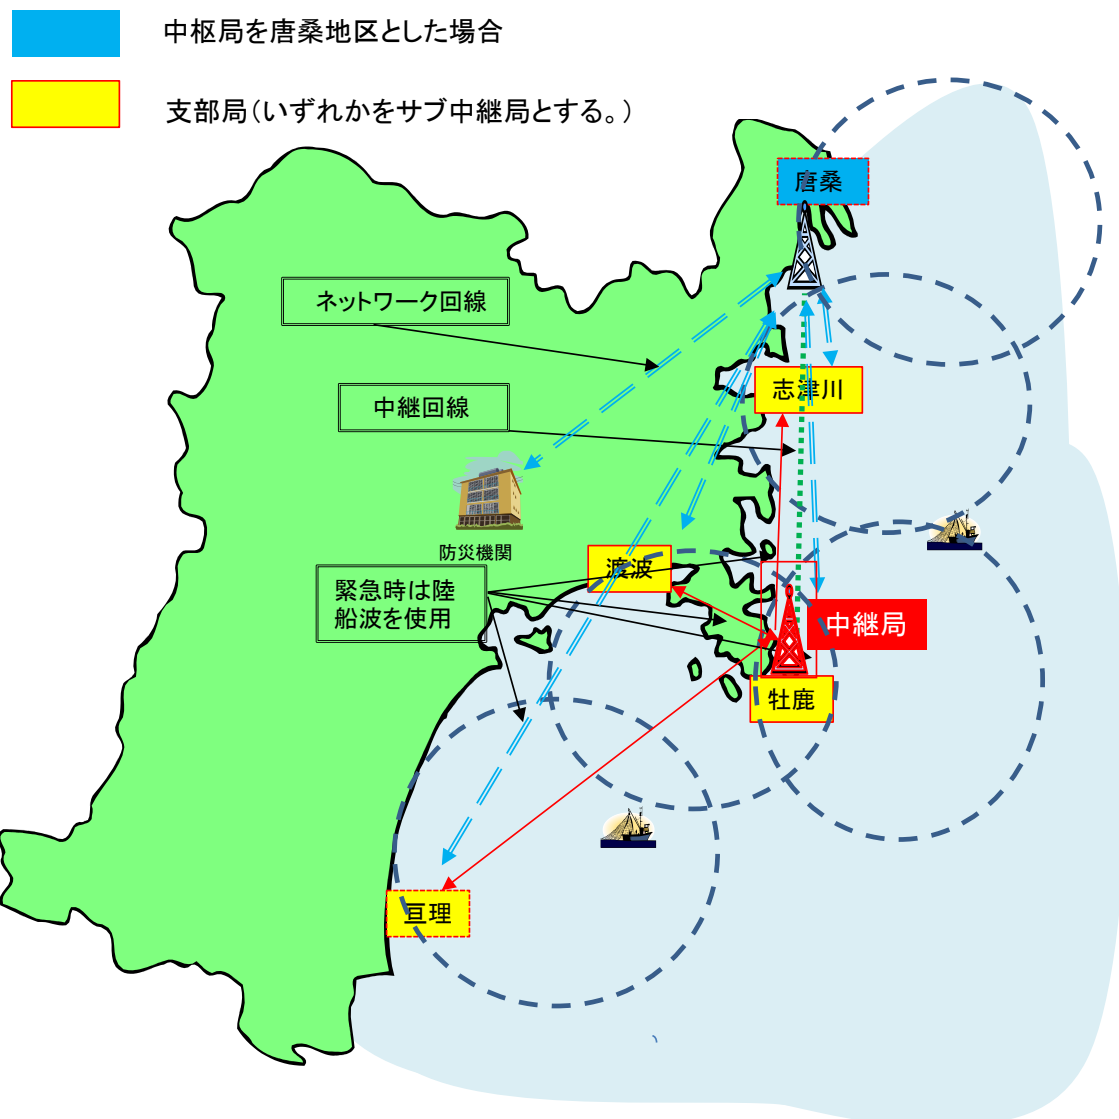 中枢局を唐桑地区とした場合
支部局(いずれかをサブ中継局とする。)
唐桑
ネットワーク回線
志津川
中継回線
防災機関
渡波
緊急時は陸
船波を使用
中継局
牡鹿
亘理